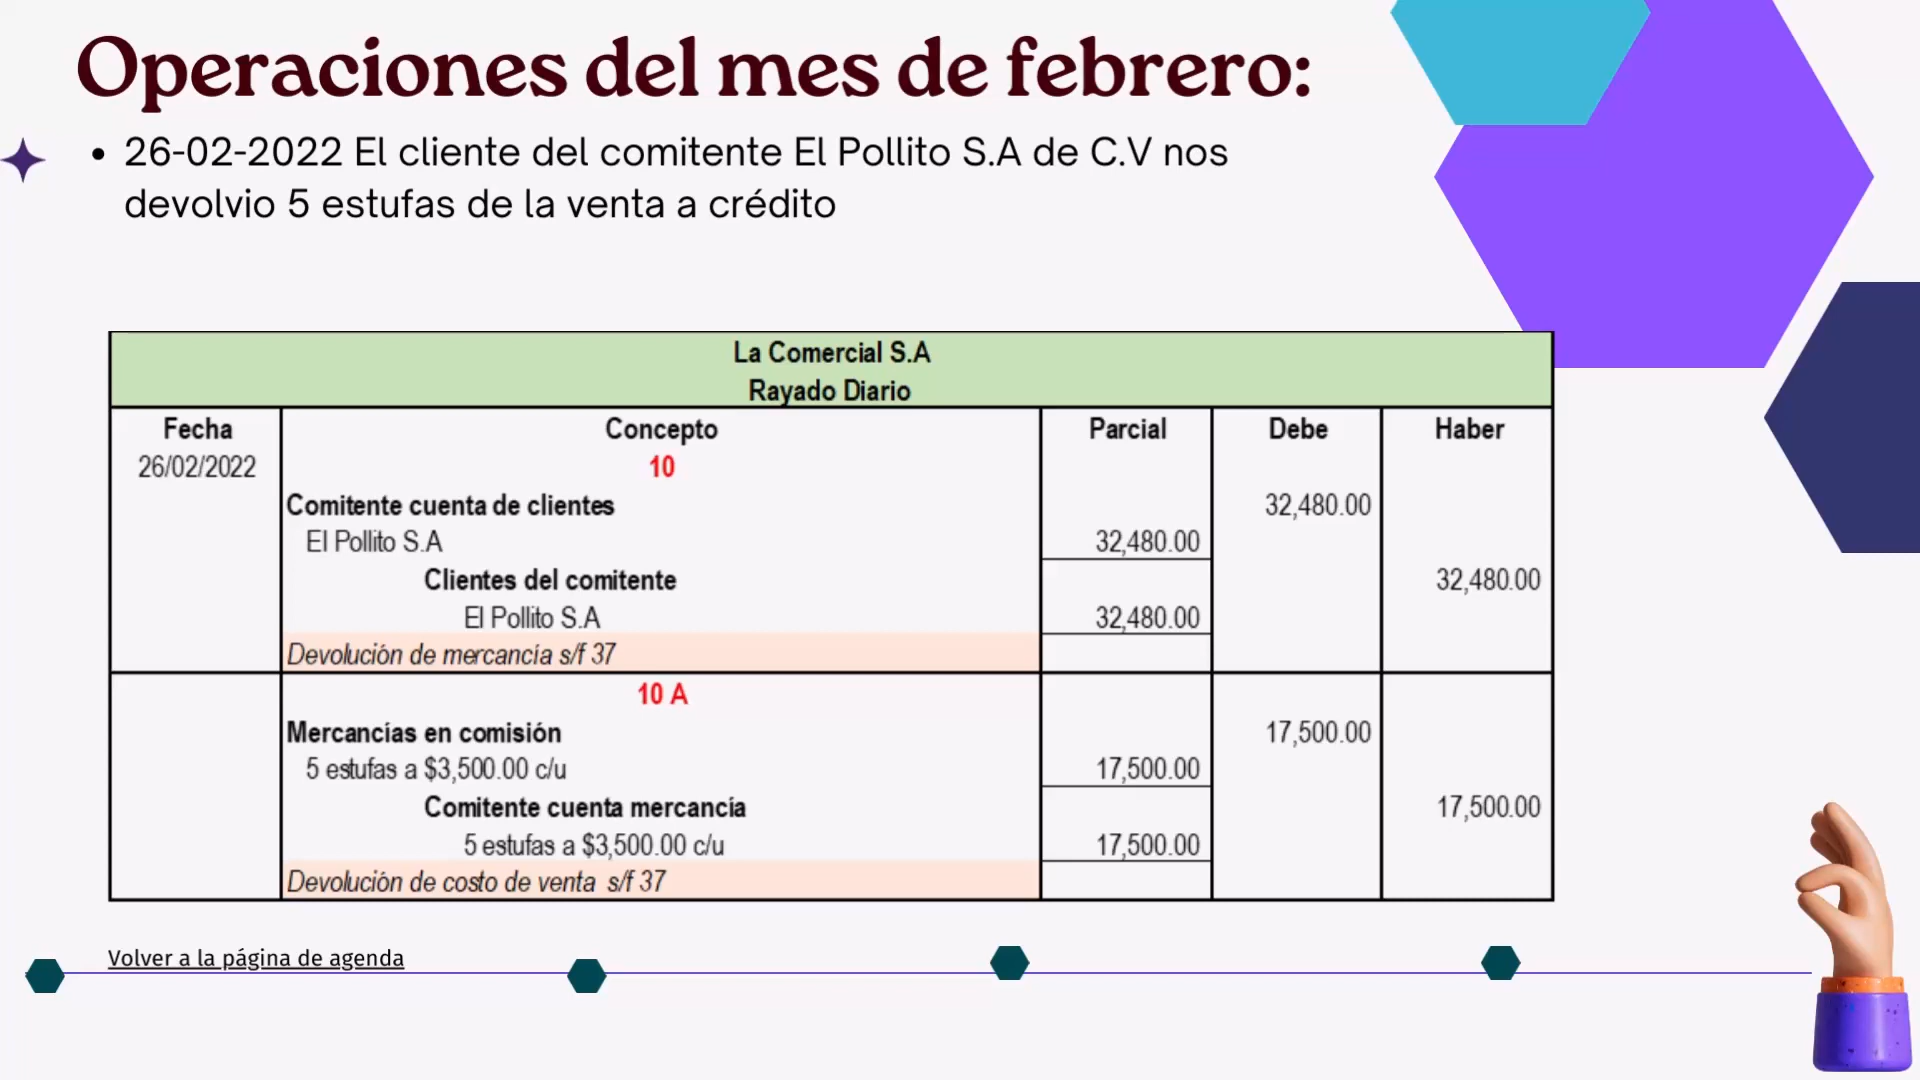 Operaciones del mes de febrero:
• 26-02-2022 El cliente del comitente El Pollito S.A de C.V nos
devolvio 5 estufas de la venta a crédito
La Comercial S.A
Rayado Diario
Fecha Concepto Parcial Debe Haber
26/02/2022 10
Comitente cuenta de clientes 32,480.00
El Pollito S.A 32,480.00
Clientes del comitente 32,480.00
El Pollito S.A 32,480.00
Devolución de mercancía s/f 37
10 A
Mercancías en comisión 17,500.00
5 estufas a $3,500.00 c/u 17,500.00
Comitente cuenta mercancía 17,500.00
5 estufas a $3,500.00 c/u 17,500.00
Devolución de costo de venta s/f 37
Volver a la página de agenda